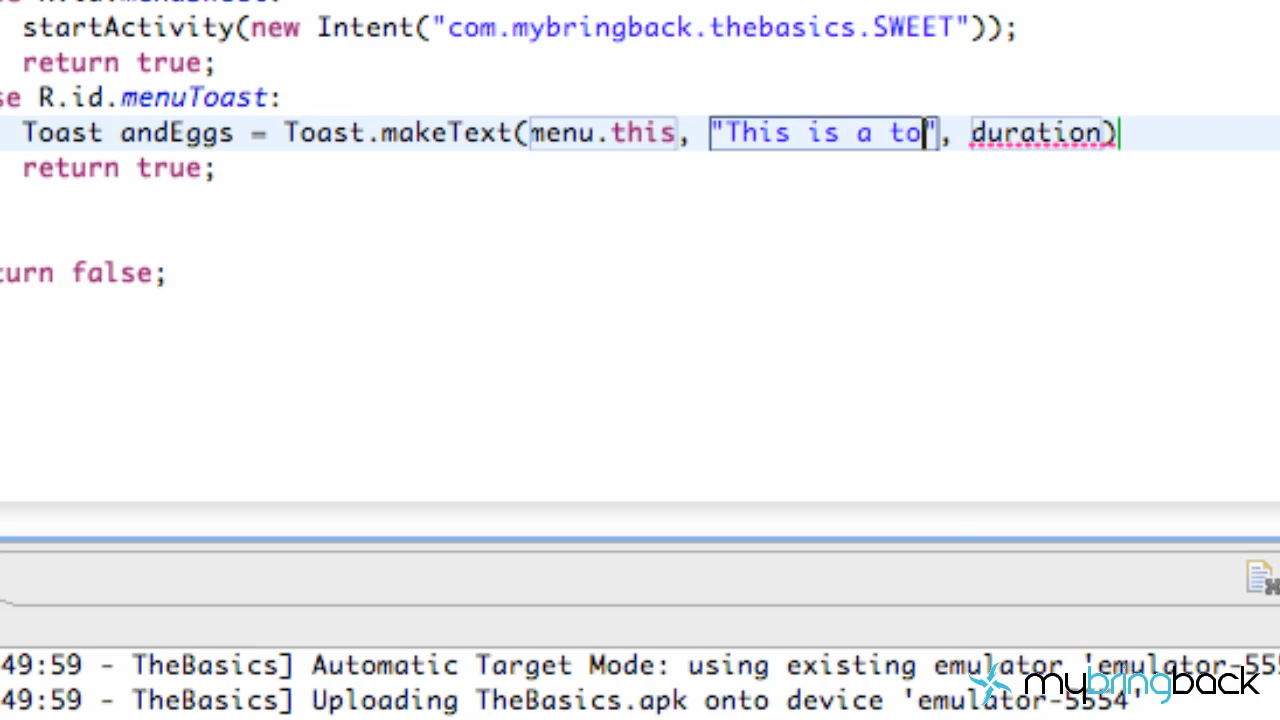 startActivity(new Intent("com.mybringback.thebasics.SWEET"));
return true;
se R.id.menuToast:
Toast andEggs = Toast.makeText(menu.this, "This is a to", duration)
return true;
turn false;
49:59 - TheBasics] Automatic Target Mode: using existing emulator 'emulator-555
49:59 - TheBasics] Uploading TheBasics.apk onto device 'emulator-5554'
mybringback